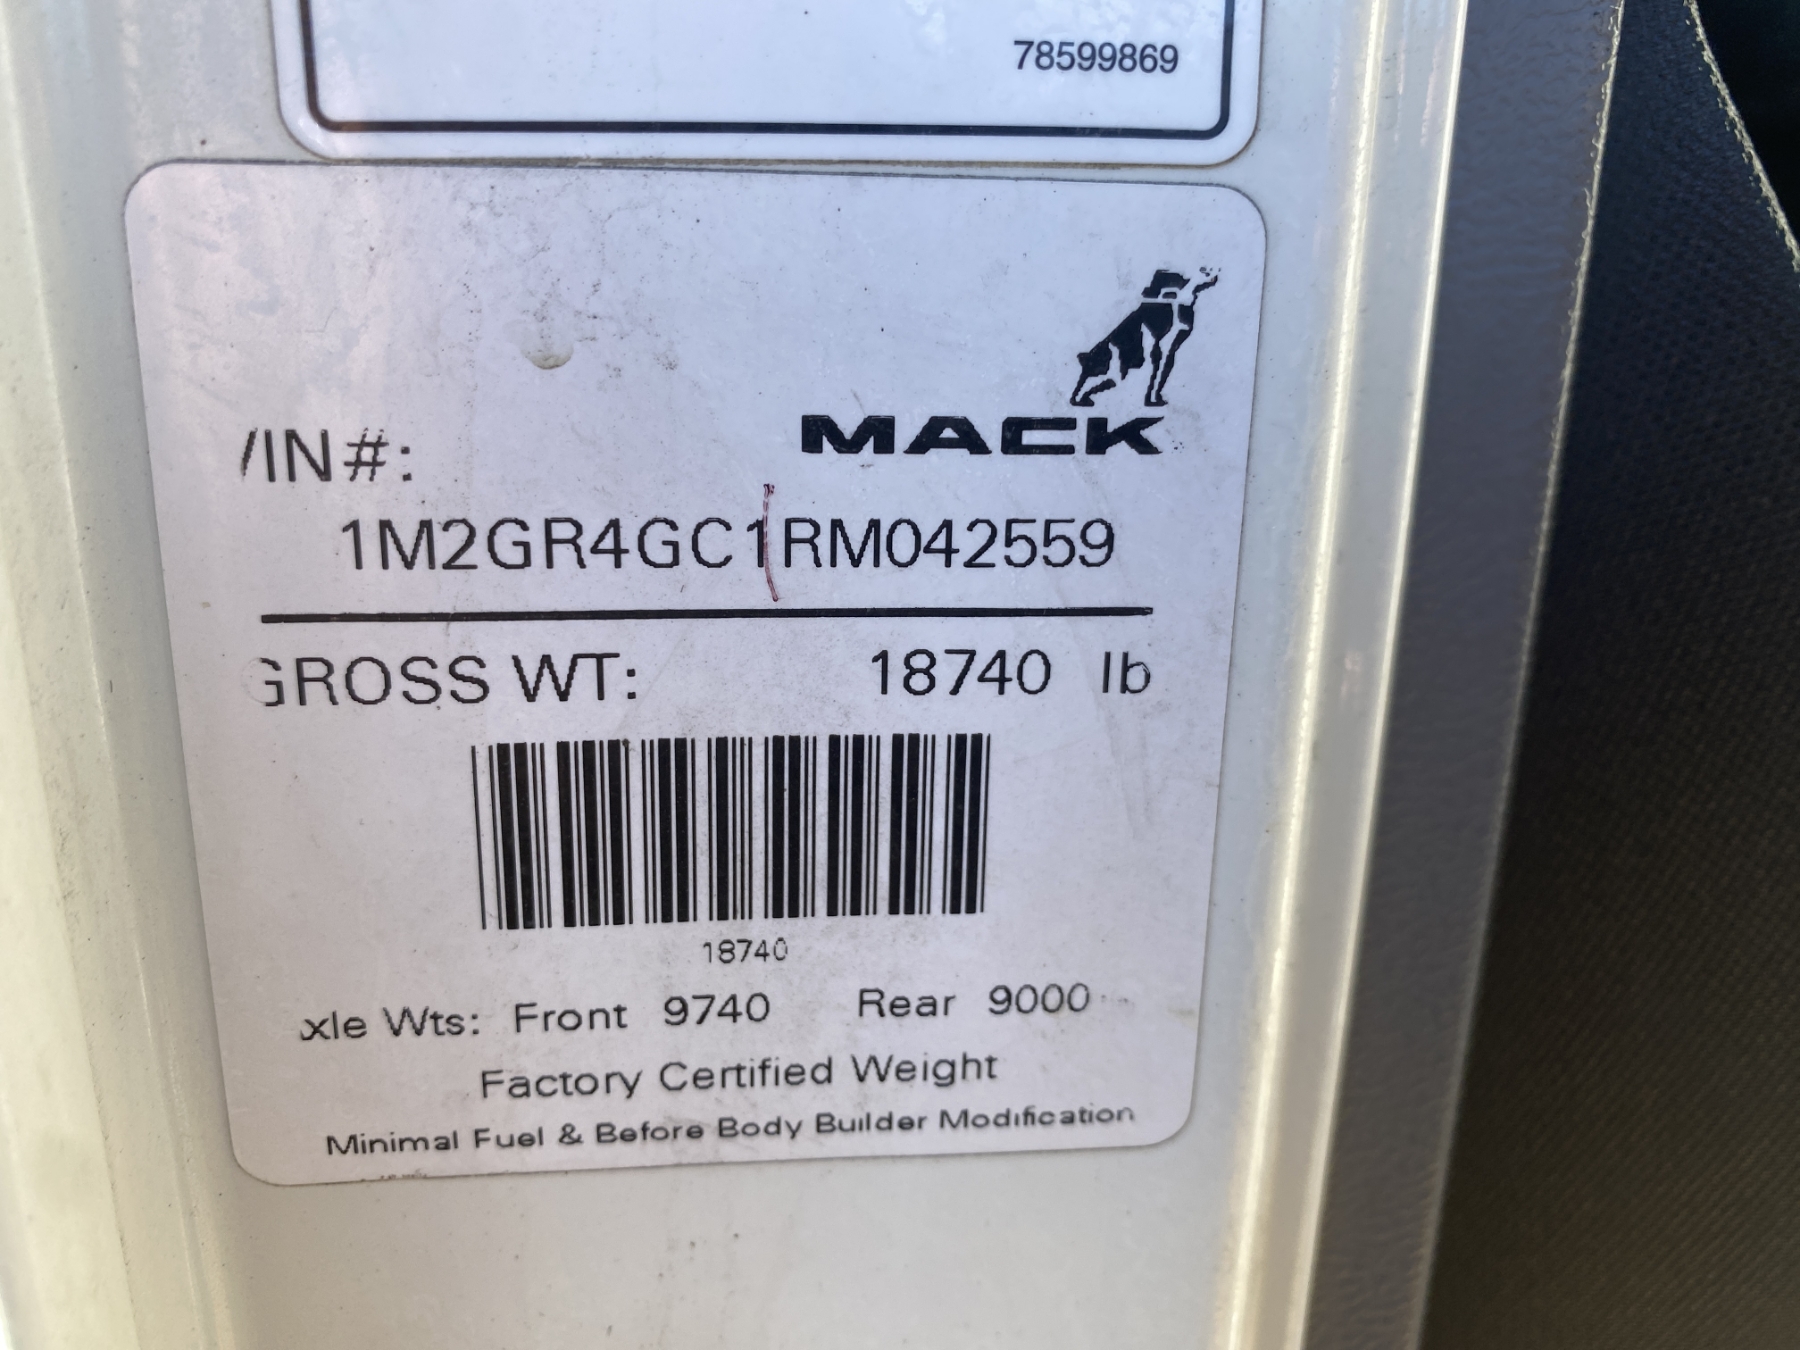 78599869
MACK
/IN#:
1M2GR4GC1RM042559
GROSS WT: 18740 lb
18740
xle Wts: Front 9740 Rear 9000
Factory Certified Weight
Minimal Fuel & Before Body Builder Modification